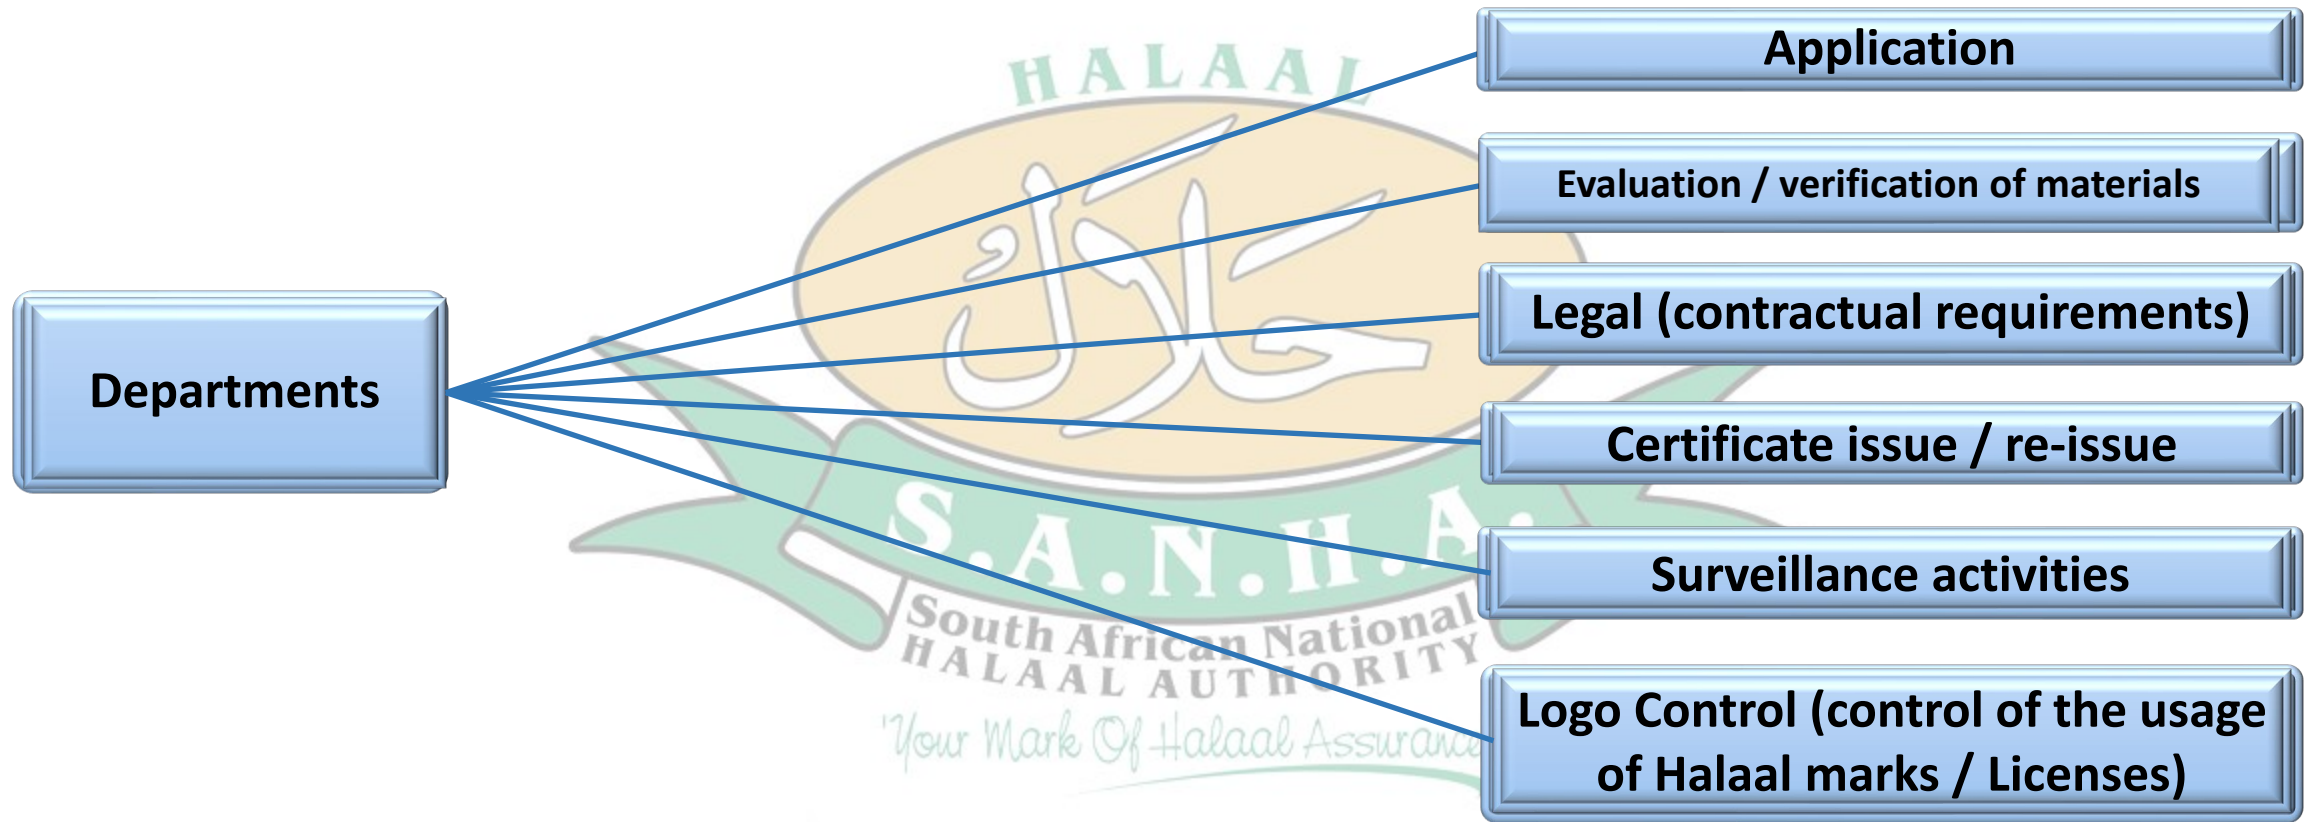 Departments
Application
Evaluation / verification of materials
Legal (contractual requirements)
Certificate issue / re-issue
Surveillance activities
Logo Control (control of the usage
of Halaal marks / Licenses)
HALAAL
حَلَالٌ
S.A.N.H.A.
South African National
HALAAL AUTHORITY
'Your Mark Of Halaal Assurance